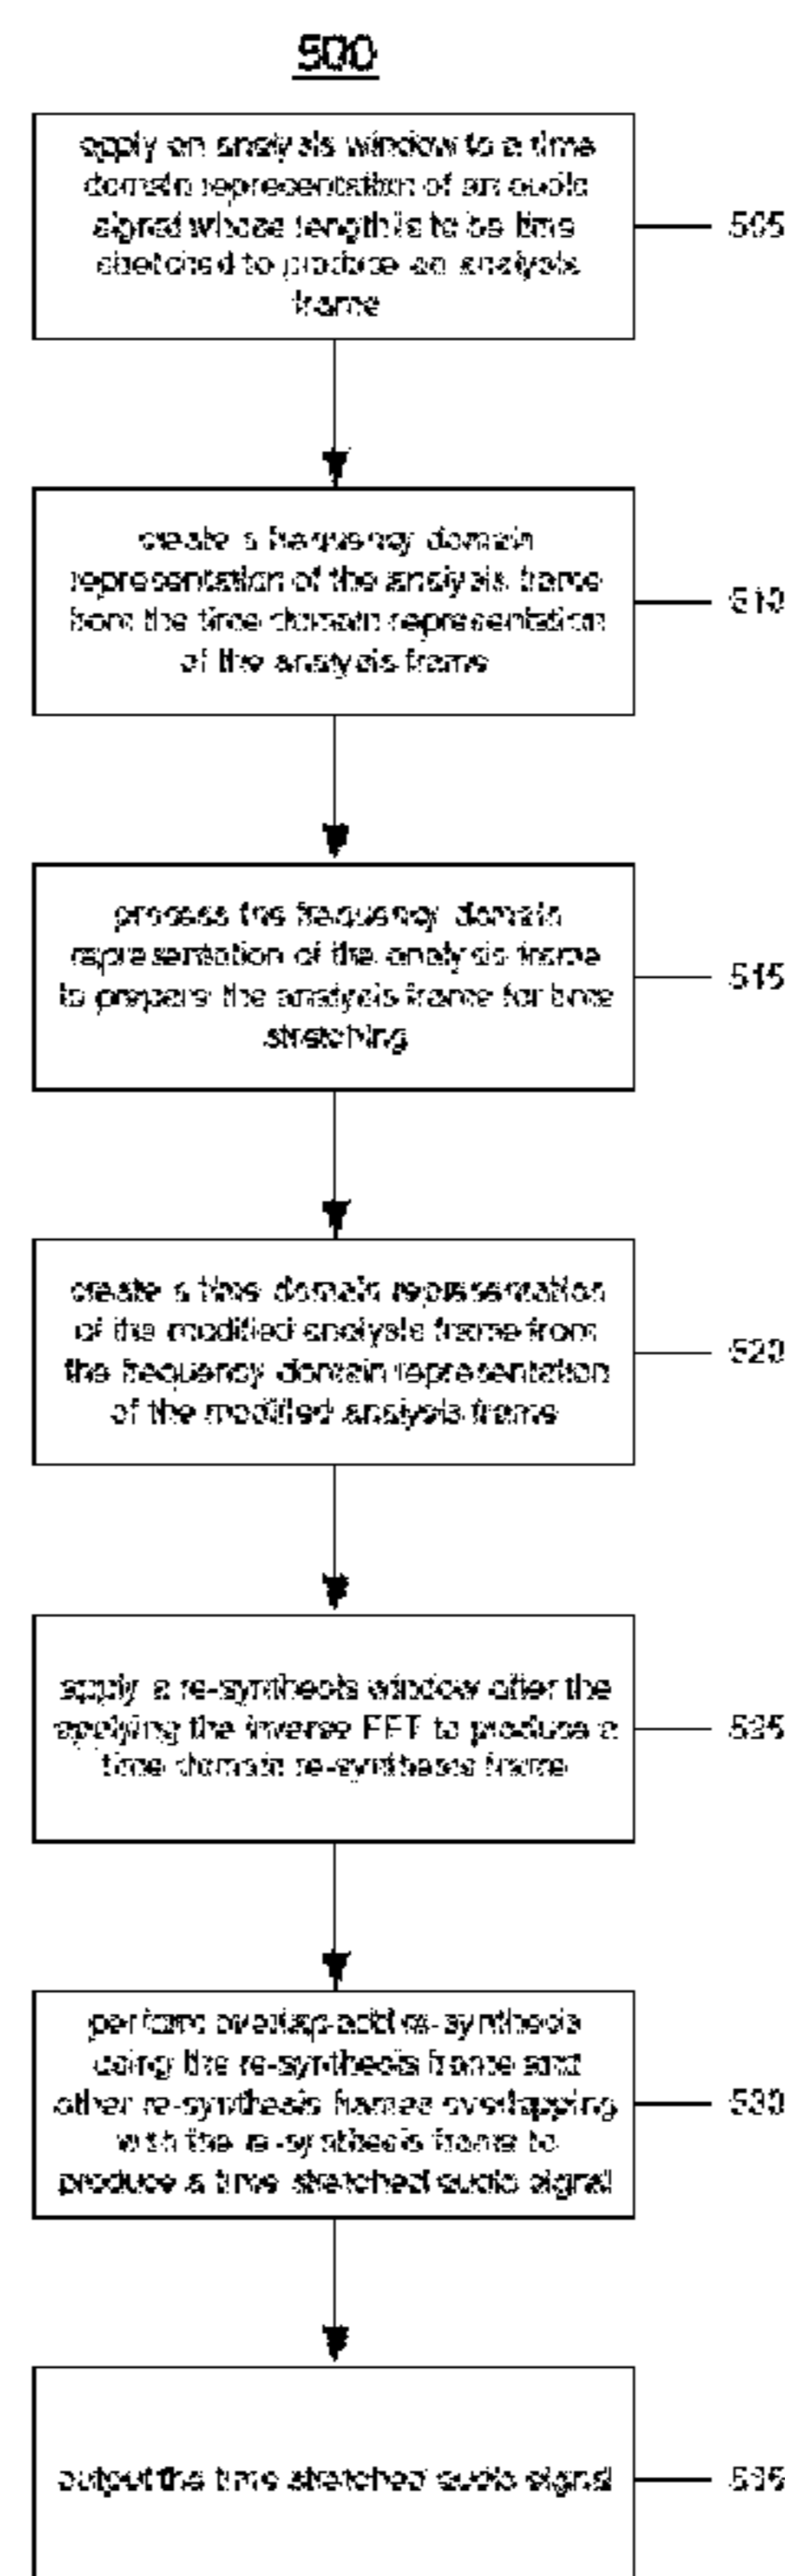 500
apply an analysis window to a time
domain representation of an audio
signal whose length is to be time
stretched to produce an analysis
frame
505
create a frequency domain
representation of the analysis frame
from the time domain representation
of the analysis frame
510
process the frequency domain
representation of the analysis frame
to prepare the analysis frame for time
stretching
515
create a time domain representation
of the modified analysis frame from
the frequency domain representation
of the modified analysis frame
520
apply a re-synthesis window after the
applying the inverse FFT to produce a
time domain re-synthesis frame
525
perform overlap-add re-synthesis
using the re-synthesis frame and
other re-synthesis frames overlapping
with the re-synthesis frame to
produce a time stretched audio signal
530
output the time stretched audio signal
535